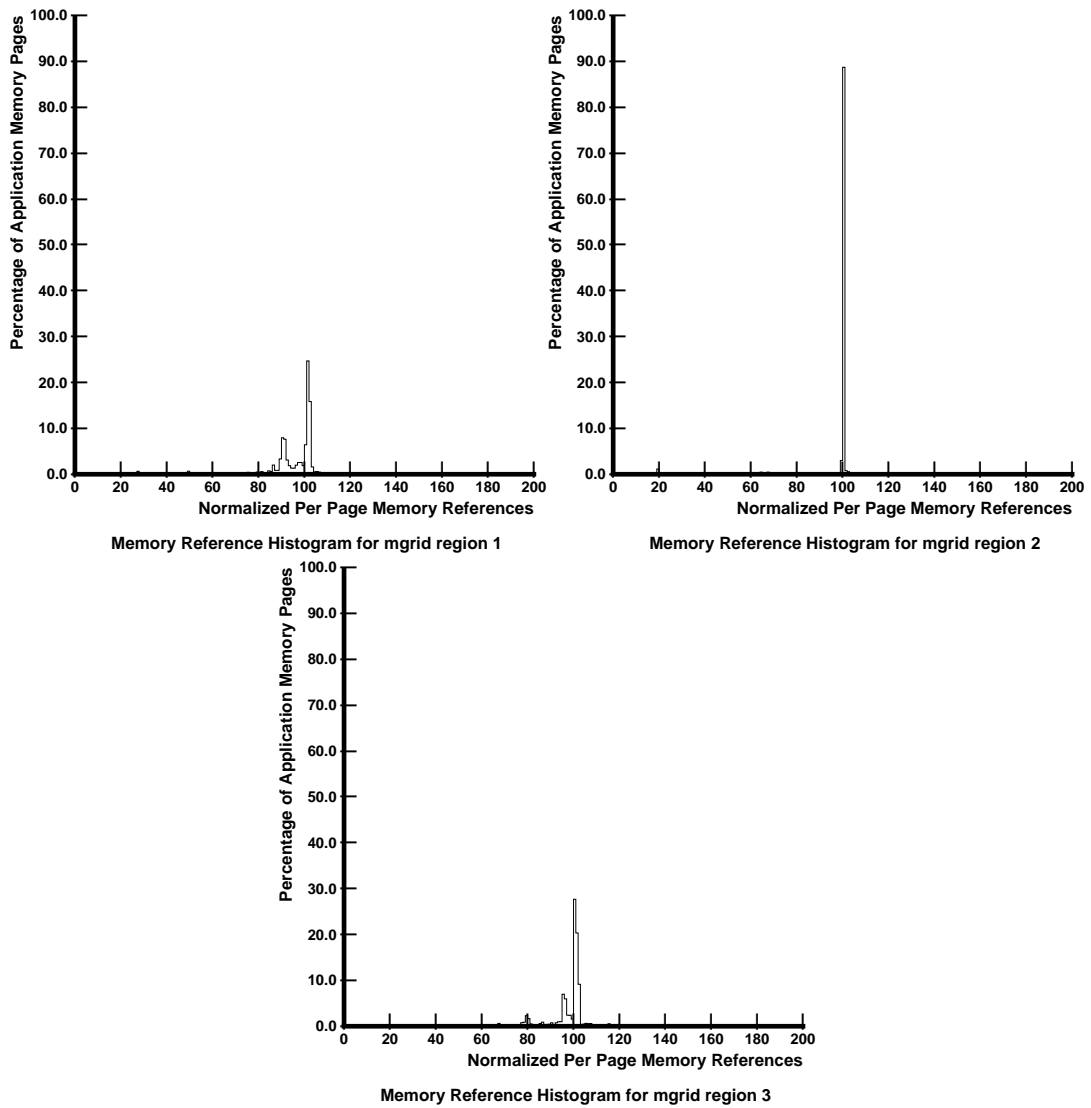 Percentage of Application Memory Pages
100.0
90.0
80.0
70.0
60.0
50.0
40.0
30.0
20.0
10.0
0.0
0 20 40 60 80 100 120 140 160 180 200
Normalized Per Page Memory References
Memory Reference Histogram for mgrid region 1
Percentage of Application Memory Pages
100.0
90.0
80.0
70.0
60.0
50.0
40.0
30.0
20.0
10.0
0.0
0 20 40 60 80 100 120 140 160 180 200
Normalized Per Page Memory References
Memory Reference Histogram for mgrid region 2
Percentage of Application Memory Pages
100.0
90.0
80.0
70.0
60.0
50.0
40.0
30.0
20.0
10.0
0.0
0 20 40 60 80 100 120 140 160 180 200
Normalized Per Page Memory References
Memory Reference Histogram for mgrid region 3